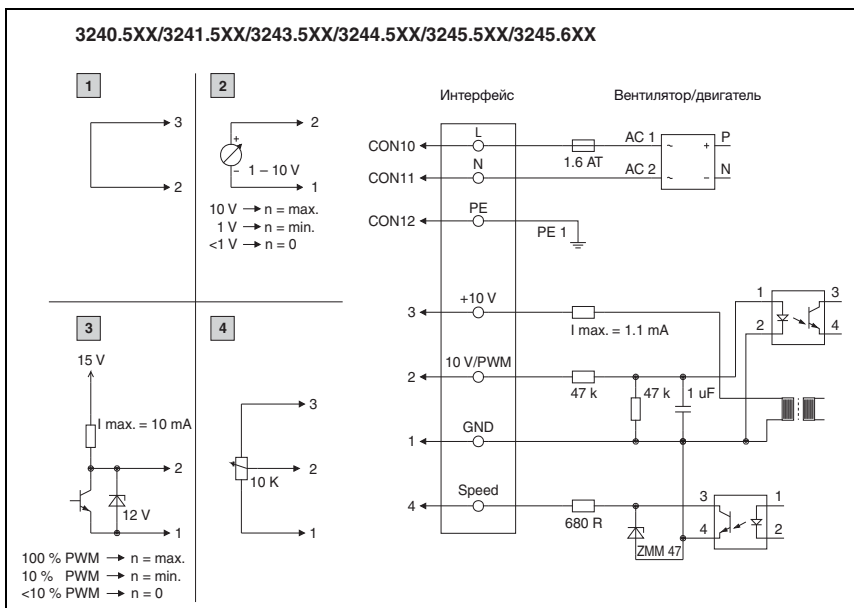 3240.5XX/3241.5XX/3243.5XX/3244.5XX/3245.5XX/3245.6XX
1
3
2
2
+
–
1 – 10 V
2
1
10 V → n = max.
1 V → n = min.
<1 V → n = 0
3
15 V
I max. = 10 mA
2
12 V
1
100 % PWM → n = max.
10 % PWM → n = min.
<10 % PWM → n = 0
4
3
2
10 K
1
Интерфейс
Вентилятор/двигатель
CON10
L
1.6 AT
AC 1
~
+
P
CON11
N
AC 2
~
–
N
CON12
PE
PE 1
3
+10 V
I max. = 1.1 mA
1
3
2
4
2
10 V/PWM
47 k
47 k
1 uF
1
GND
4
Speed
680 R
ZMM 47
3
1
4
2